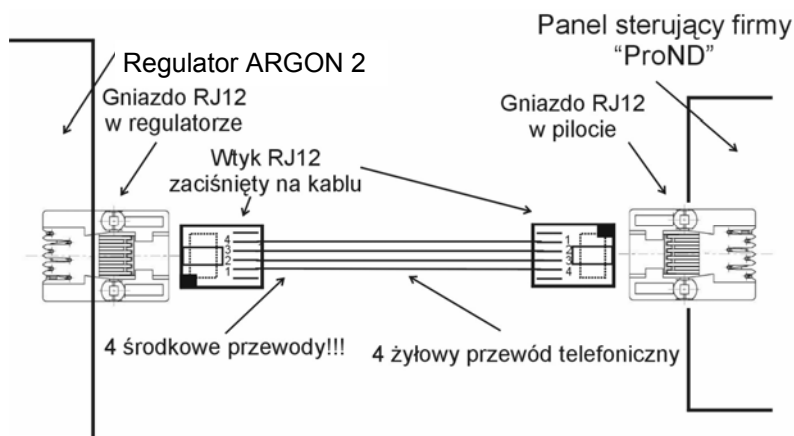 Panel sterujący firmy
"ProND"
Regulator ARGON 2
Gniazdo RJ12
w regulatorze
Gniazdo RJ12
w pilocie
Wtyk RJ12
zaciśnięty na kablu
4
3
2
1
1
2
3
4
4 środkowe przewody!!!
4 żyłowy przewód telefoniczny